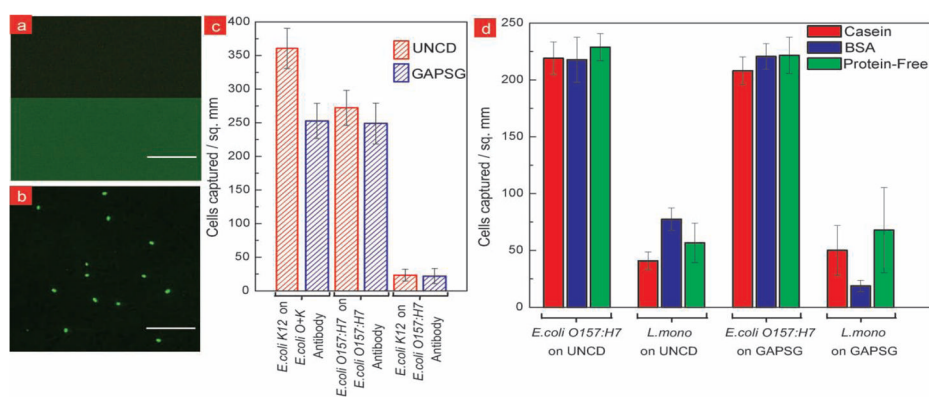 a
b
c
Cells captured / sq. mm
400
350
300
250
200
150
100
50
0
UNCD
GAPSG
E.coli K12 on
E.coli O+K
Antibody
E.coli O157:H7 on
E.coli O157:H7
Antibody
E.coli K12 on
E.coli O157:H7
Antibody
d
Cells captured / sq. mm
250
200
150
100
50
0
Casein
BSA
Protein-Free
E.coli O157:H7
on UNCD
L.mono
on UNCD
E.coli O157:H7
on GAPSG
L.mono
on GAPSG